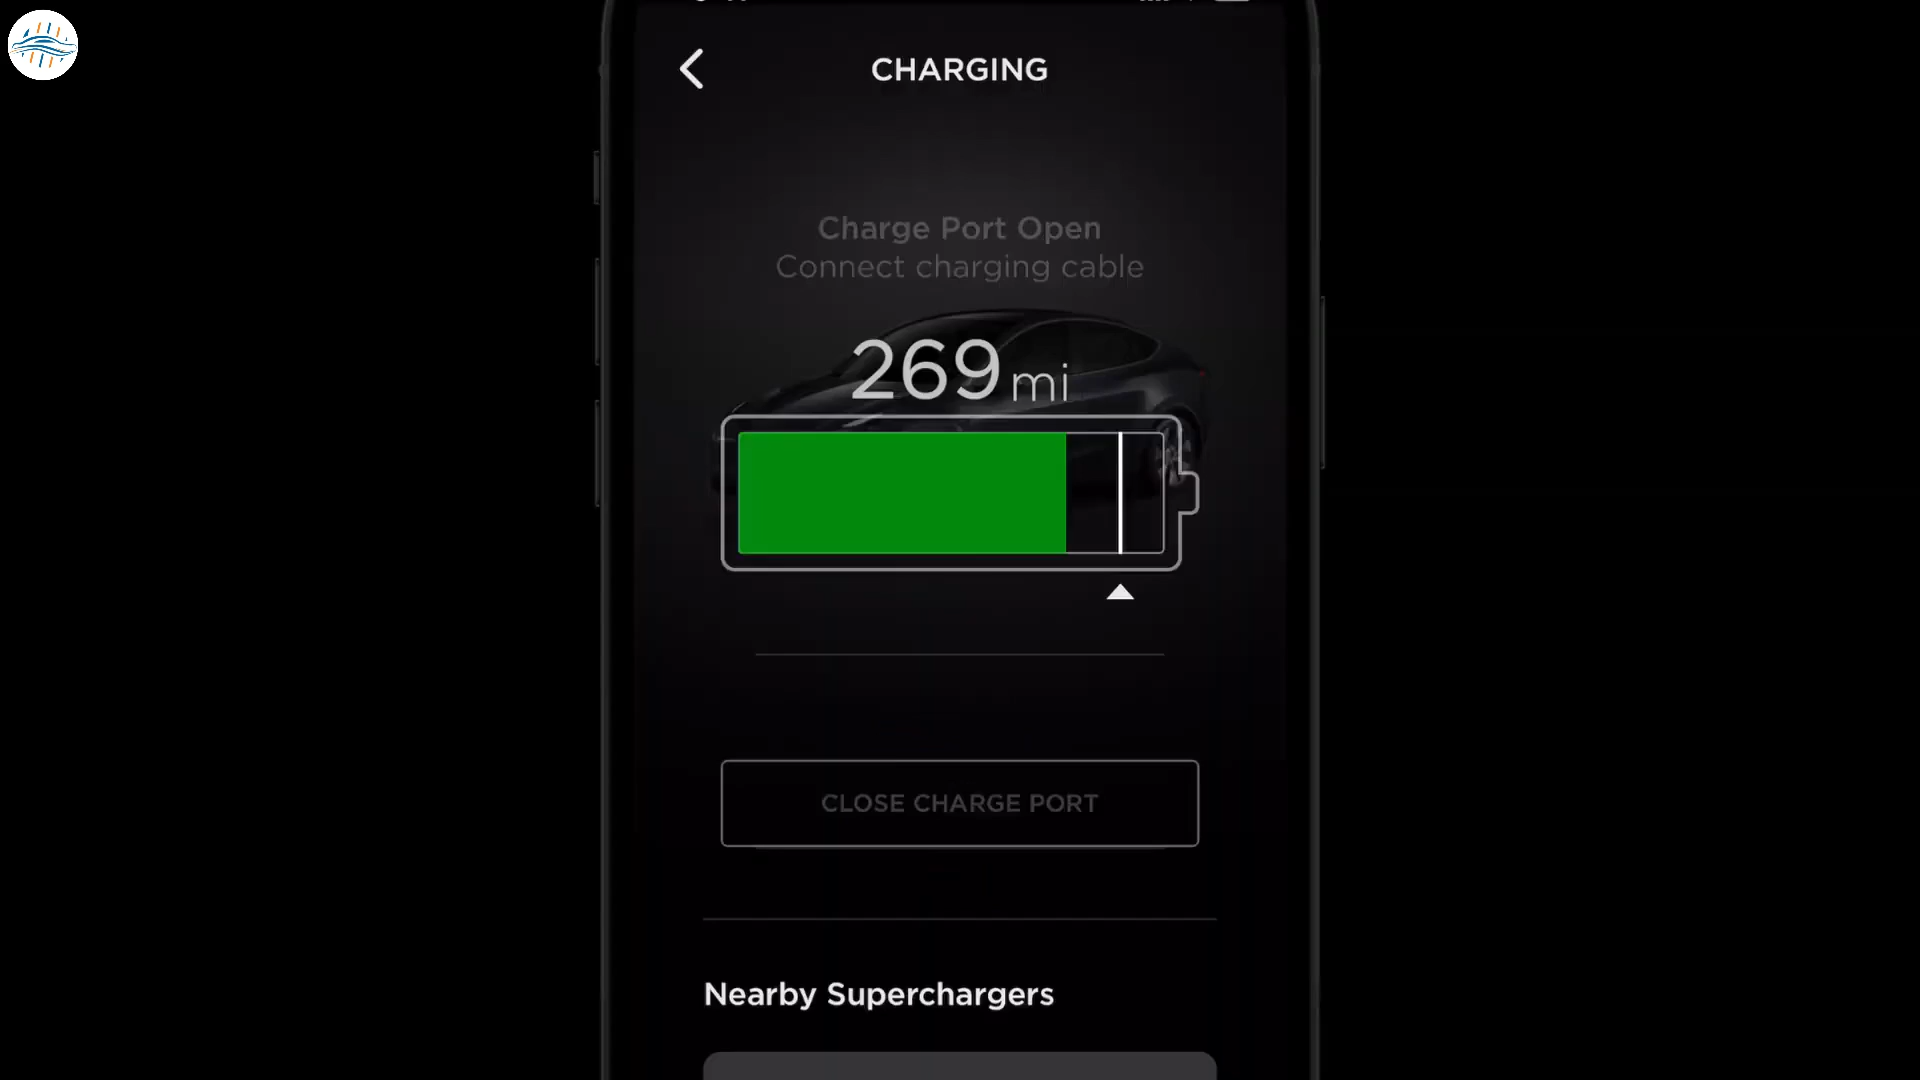 CHARGING
Charge Port Open
Connect charging cable
269 mi
CLOSE CHARGE PORT
Nearby Superchargers